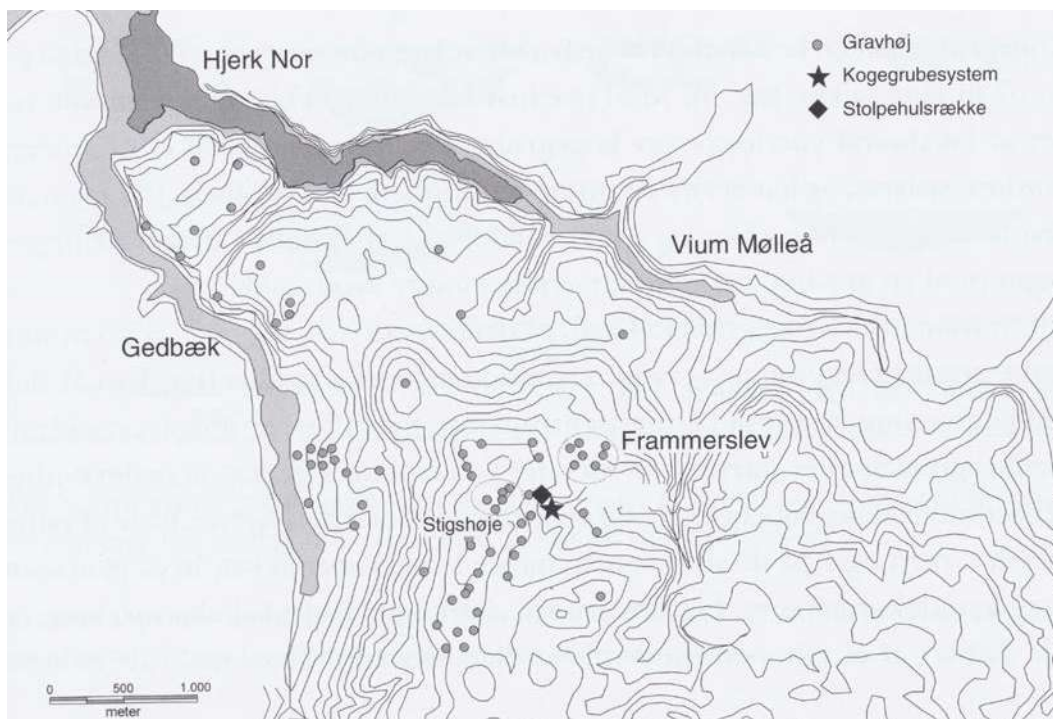 Hjerk Nor
Gravhøj
Kogegrubesystem
Stolpehulsrække
Vium Mølleå
Gedbæk
Frammerslev
Stigshøje
0 500 1.000
meter